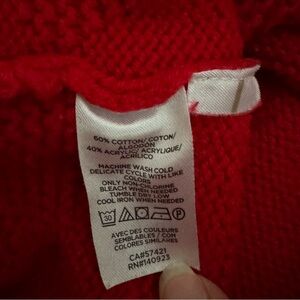 60% COTTON/ COTON/
ALGODÓN
40% ACRYLIC/ ACRYLIQUE/
ACRÍLICO
MACHINE WASH COLD
DELICATE CYCLE WITH LIKE
COLORS
ONLY NON-CHLORINE
BLEACH WHEN NEEDED
TUMBLE DRY LOW
COOL IRON WHEN NEEDED
30
AVEC DES COULEURS
SEMBLABLES / CON
COLORES SIMILARES
CA#57421
RN#140923